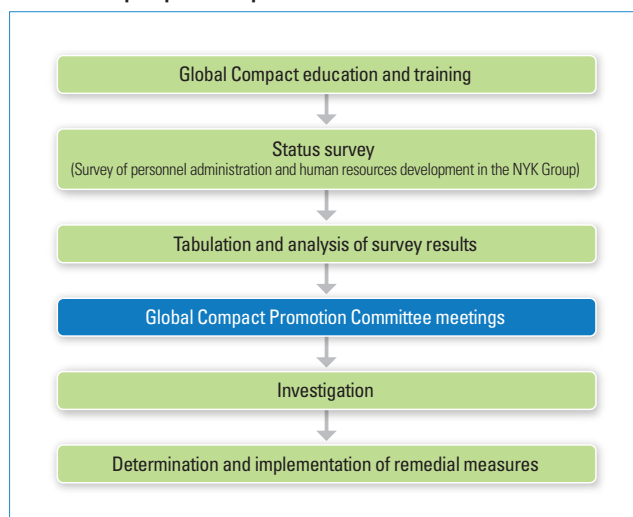 Global Compact education and training
Status survey
(Survey of personnel administration and human resources development in the NYK Group)
Tabulation and analysis of survey results
Global Compact Promotion Committee meetings
Investigation
Determination and implementation of remedial measures